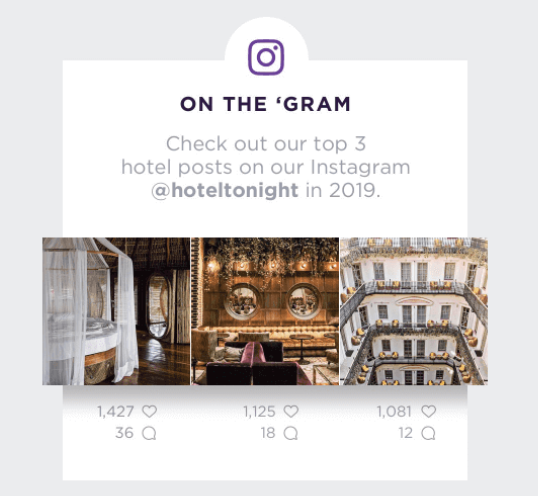 ON THE ‘GRAM
Check out our top 3
hotel posts on our Instagram
@hoteltonight in 2019.
1,427
36
1,125
18
1,081
12